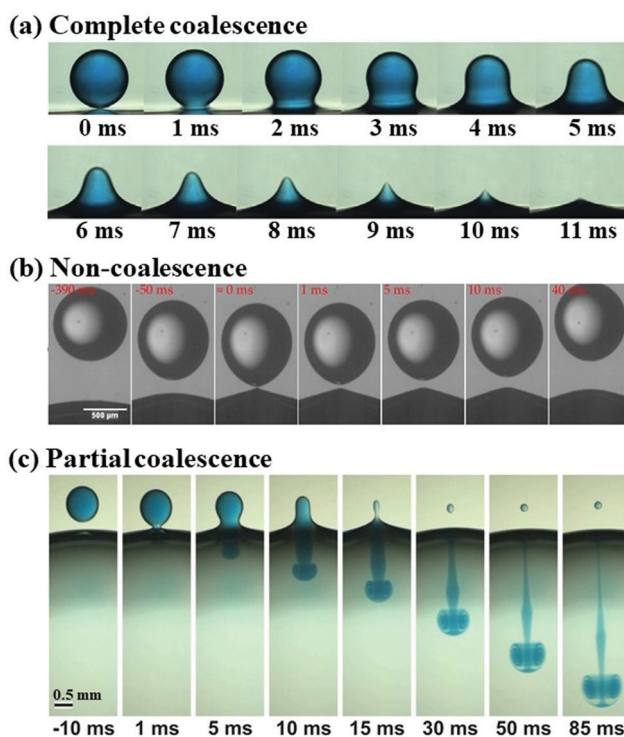 (a) Complete coalescence
0 ms 1 ms 2 ms 3 ms 4 ms 5 ms
6 ms 7 ms 8 ms 9 ms 10 ms 11 ms
(b) Non-coalescence
-390 ms -50 ms ≈ 0 ms 1 ms 5 ms 10 ms 40 ms
500 µm
(c) Partial coalescence
0.5 mm
-10 ms 1 ms 5 ms 10 ms 15 ms 30 ms 50 ms 85 ms